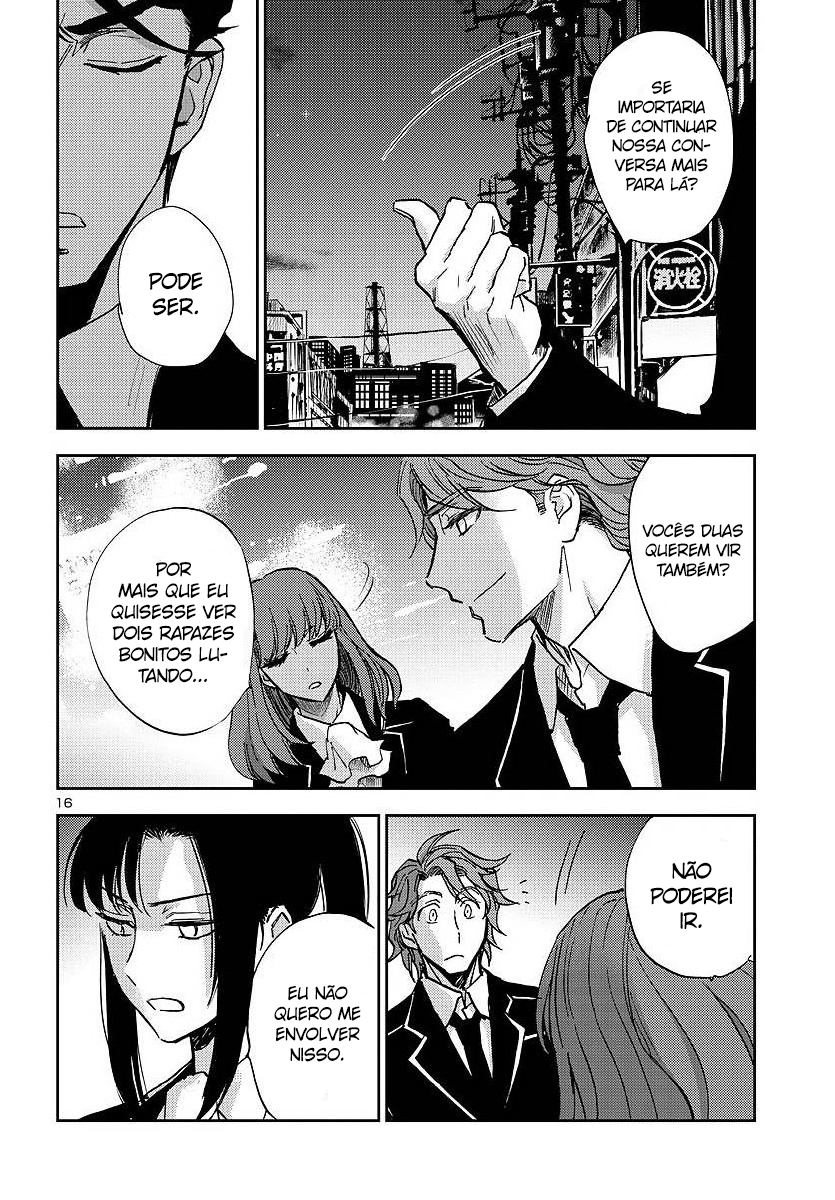 SE
IMPORTARIA
DE CONTINUAR
NOSSA CON-
VERSA MAIS
PARA LÁ?
消火栓
PODE
SER.
VOCÊS DUAS
QUEREM VIR
TAMBÉM?
POR
MAIS QUE EU
QUISESSE VER
DOIS RAPAZES
BONITOS LU-
TANDO...
16
NÃO
PODEREI
IR.
EU NÃO
QUERO ME
ENVOLVER
NISSO.